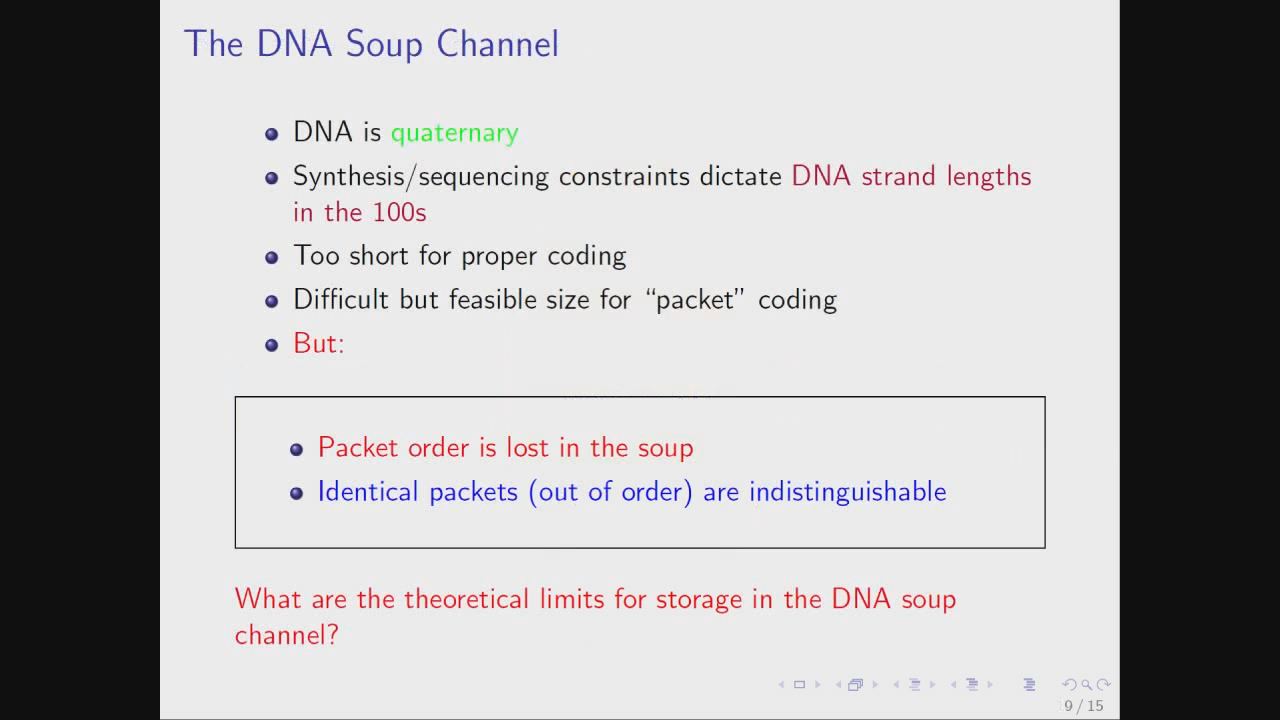 The DNA Soup Channel
DNA is quaternary
Synthesis/sequencing constraints dictate DNA strand lengths
in the 100s
Too short for proper coding
Difficult but feasible size for “packet” coding
But:
Packet order is lost in the soup
Identical packets (out of order) are indistinguishable
What are the theoretical limits for storage in the DNA soup
channel?
9 / 15